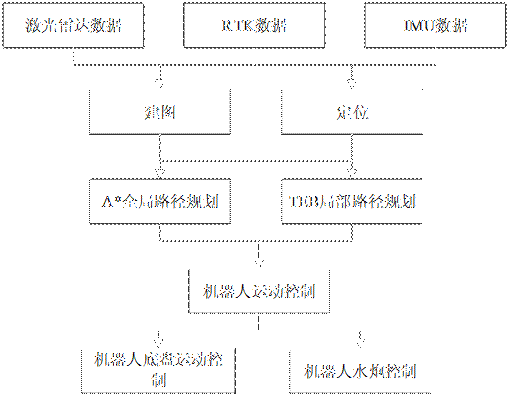 激光雷达数据
RTK数据
IMU数据
建图
定位
A*全局路径规划
TEB局部路径规划
机器人运动控制
机器人底盘运动控
制
机器人水炮控制